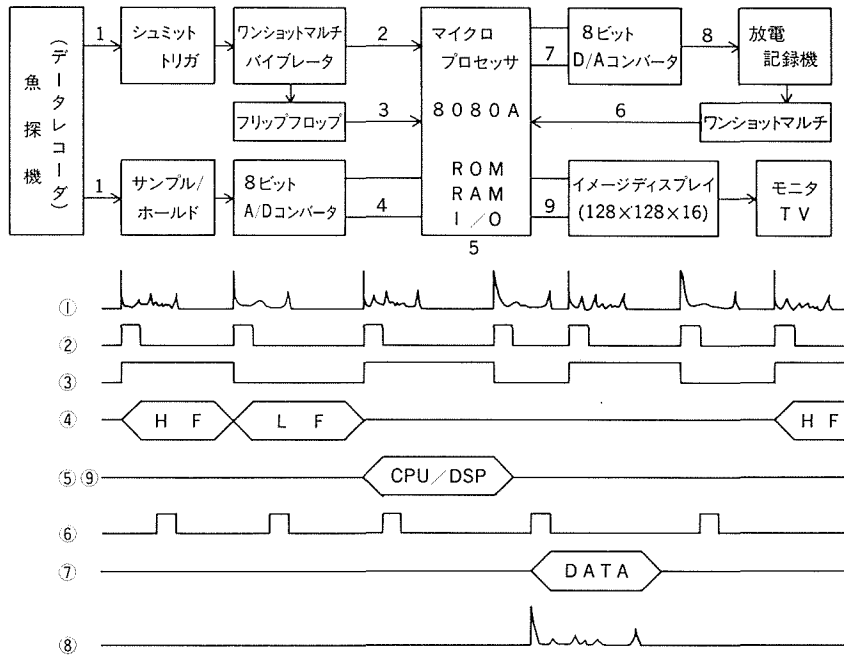 魚探機
(データレコーダ)
1
シュミット
トリガ
ワンショットマルチ
バイブレータ
2
マイクロ
プロセッサ
8080A
ROM
RAM
I/O
5
7
8ビット
D/Aコンバータ
8
放電
記録機
フリップフロップ
3
6
ワンショットマルチ
1
サンプル/
ホールド
8ビット
A/Dコンバータ
4
9
イメージディスプレイ
(128×128×16)
モニタ
TV
①
②
③
④ HF LF HF
⑤⑨ CPU/DSP
⑥
⑦ DATA
⑧